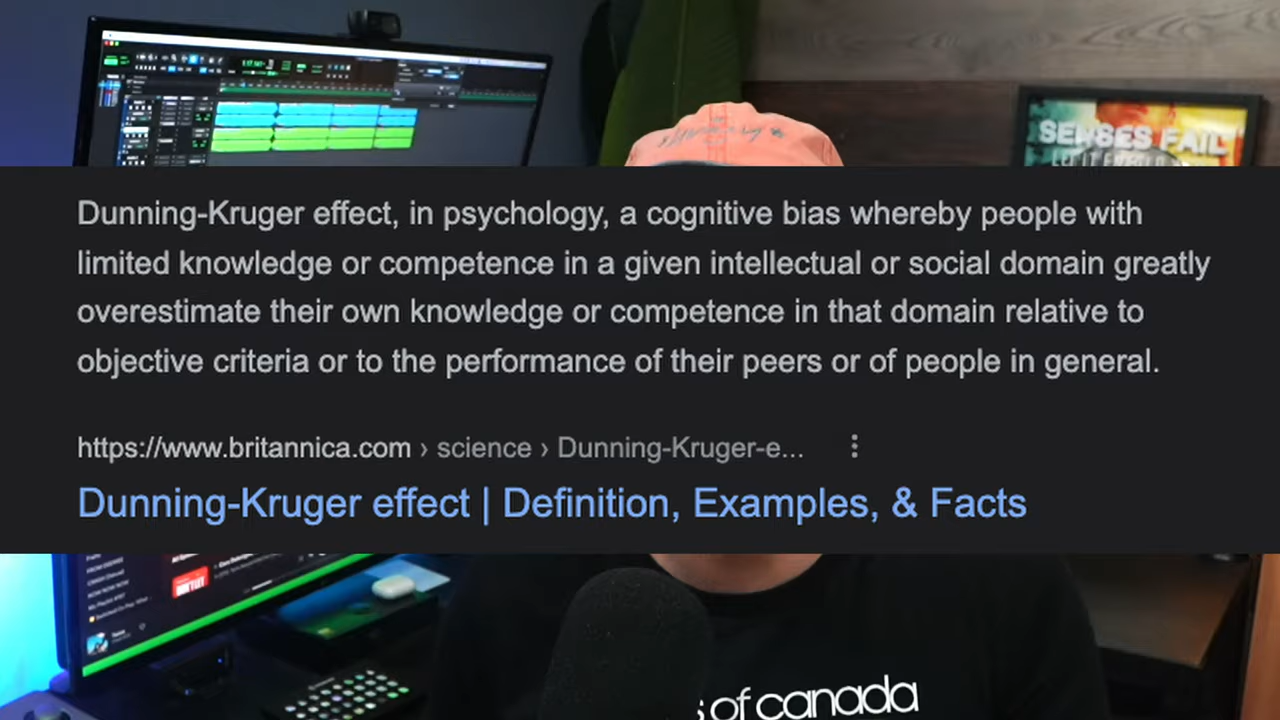 SENSES FAIL
LET IT ENFOLD
Dunning-Kruger effect, in psychology, a cognitive bias whereby people with
limited knowledge or competence in a given intellectual or social domain greatly
overestimate their own knowledge or competence in that domain relative to
objective criteria or to the performance of their peers or of people in general.
https://www.britannica.com › science › Dunning-Kruger-e...
Dunning-Kruger effect | Definition, Examples, & Facts
of canada